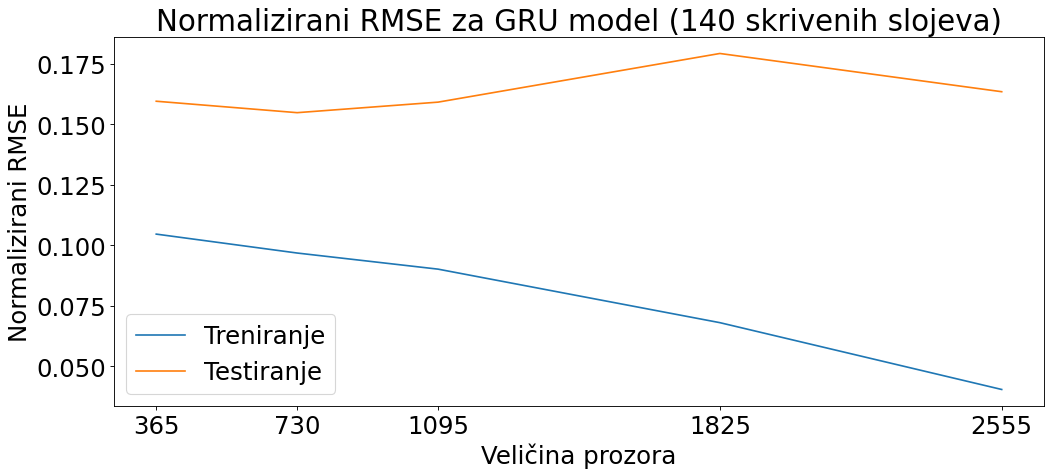 Normalizirani RMSE za GRU model (140 skrivenih slojeva)
Normalizirani RMSE
0.175
0.150
0.125
0.100
0.075
0.050
Treniranje
Testiranje
365 730 1095 1825 2555
Veličina prozora